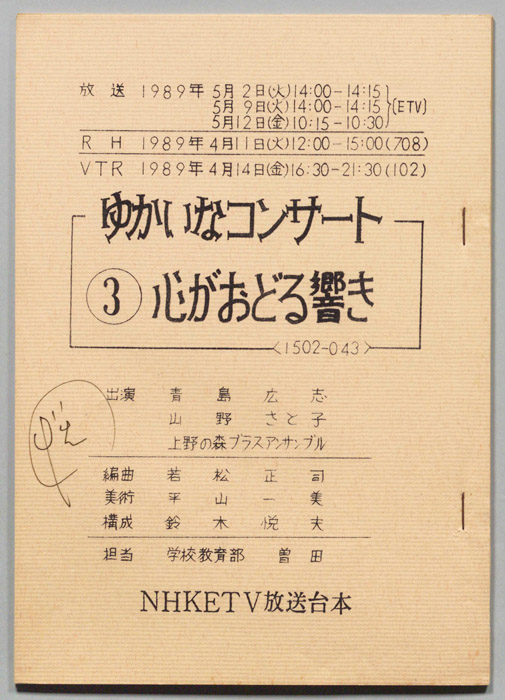 放送 1989年 5月2日(火)14:00-14:15
5月9日(火)14:00-14:15 (ETV)
5月12日(金)10:15-10:30
RH 1989年4月11日(火)12:00-15:00(708)
VTR 1989年4月14日(金)16:30-21:30(102)
ゆかいなコンサート
③ 心がおどる響き
<1502-043>
出演 青島広志
山野さと子
上野の森ブラスアンサンブル
編曲 若松正司
美術 平山一美
構成 鈴木悦夫
担当 学校教育部 曽田
NHKETV放送台本